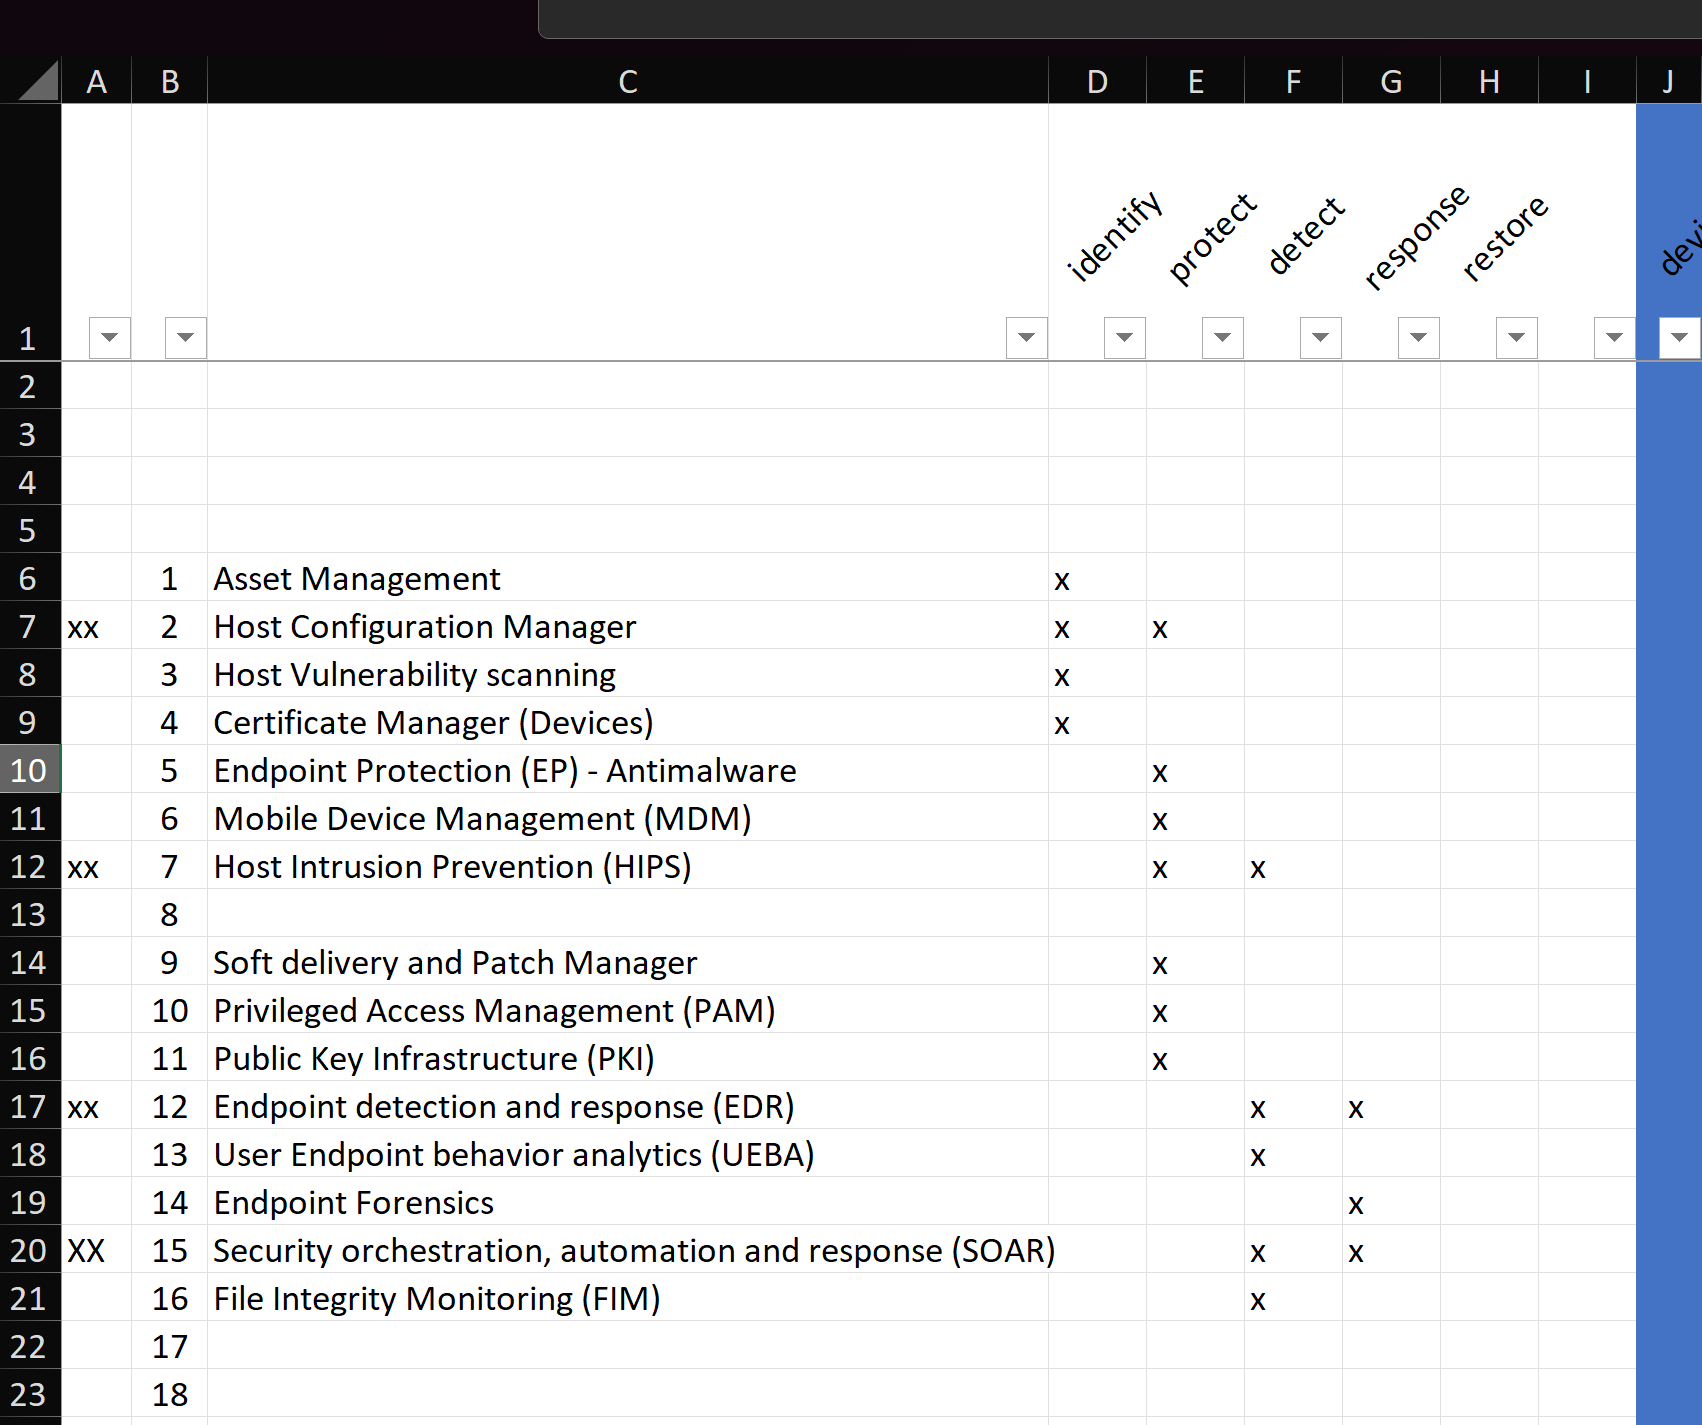 A B C D E F G H I J
identify protect detect response restore
1
2
3
4
5
6 1 Asset Management x
7 xx 2 Host Configuration Manager x x
8 3 Host Vulnerability scanning x
9 4 Certificate Manager (Devices) x
10 5 Endpoint Protection (EP) - Antimalware x
11 6 Mobile Device Management (MDM) x
12 xx 7 Host Intrusion Prevention (HIPS) x x
13 8
14 9 Soft delivery and Patch Manager x
15 10 Privileged Access Management (PAM) x
16 11 Public Key Infrastructure (PKI) x
17 xx 12 Endpoint detection and response (EDR) x x
18 13 User Endpoint behavior analytics (UEBA) x
19 14 Endpoint Forensics x
20 XX 15 Security orchestration, automation and response (SOAR) x x
21 16 File Integrity Monitoring (FIM) x
22 17
23 18